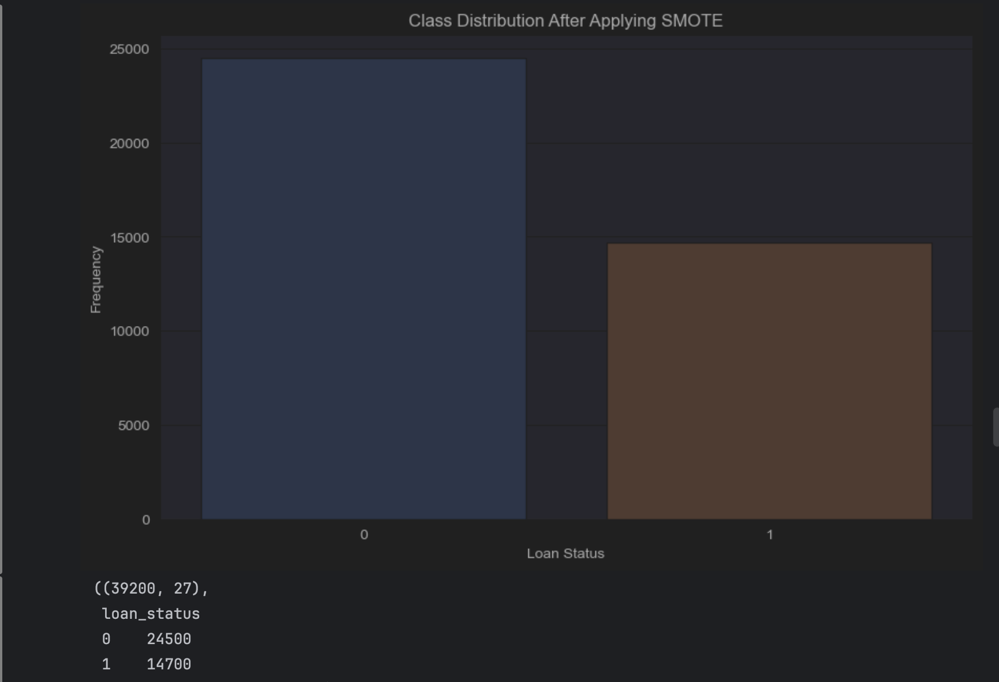 Class Distribution After Applying SMOTE
25000
20000
15000
10000
5000
0
Frequency
0 1
Loan Status
((39200, 27),
loan_status
0 24500
1 14700